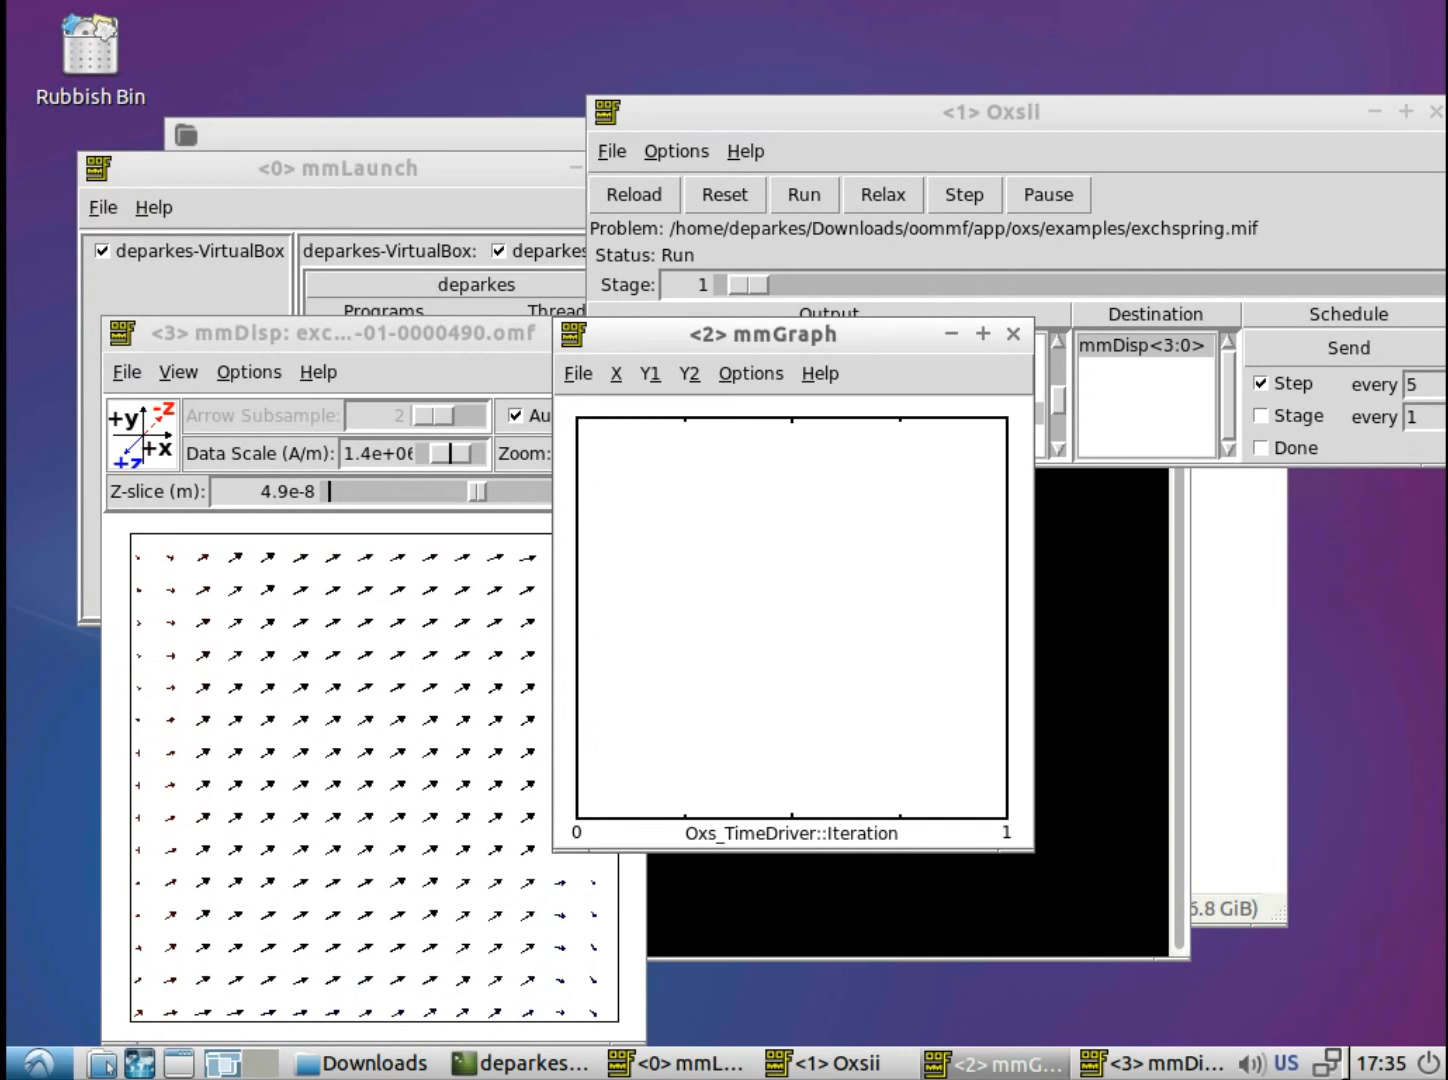 Rubbish Bin
<1> Oxsii
File Options Help
Reload Reset Run Relax Step Pause
Problem: /home/deparkes/Downloads/oommf/app/oxs/examples/exchspring.mif
Status: Run
Stage: 1
Output Destination Schedule
mmDisp<3:0>
Send
Step every 5
Stage every 1
Done
<0> mmLaunch
File Help
deparkes-VirtualBox
deparkes-VirtualBox: deparke
deparkes
Programs Thread
<3> mmDisp: exc...-01-0000490.omf
File View Options Help
+y -z
+x
+z
Arrow Subsample: 2 Au
Data Scale (A/m): 1.4e+06 Zoom:
Z-slice (m): 4.9e-8
<2> mmGraph
File X Y1 Y2 Options Help
0 Oxs_TimeDriver::Iteration 1
6.8 GiB)
Downloads deparkes... <0> mmL... <1> Oxsii <2> mmG... <3> mmDi... US 17:35